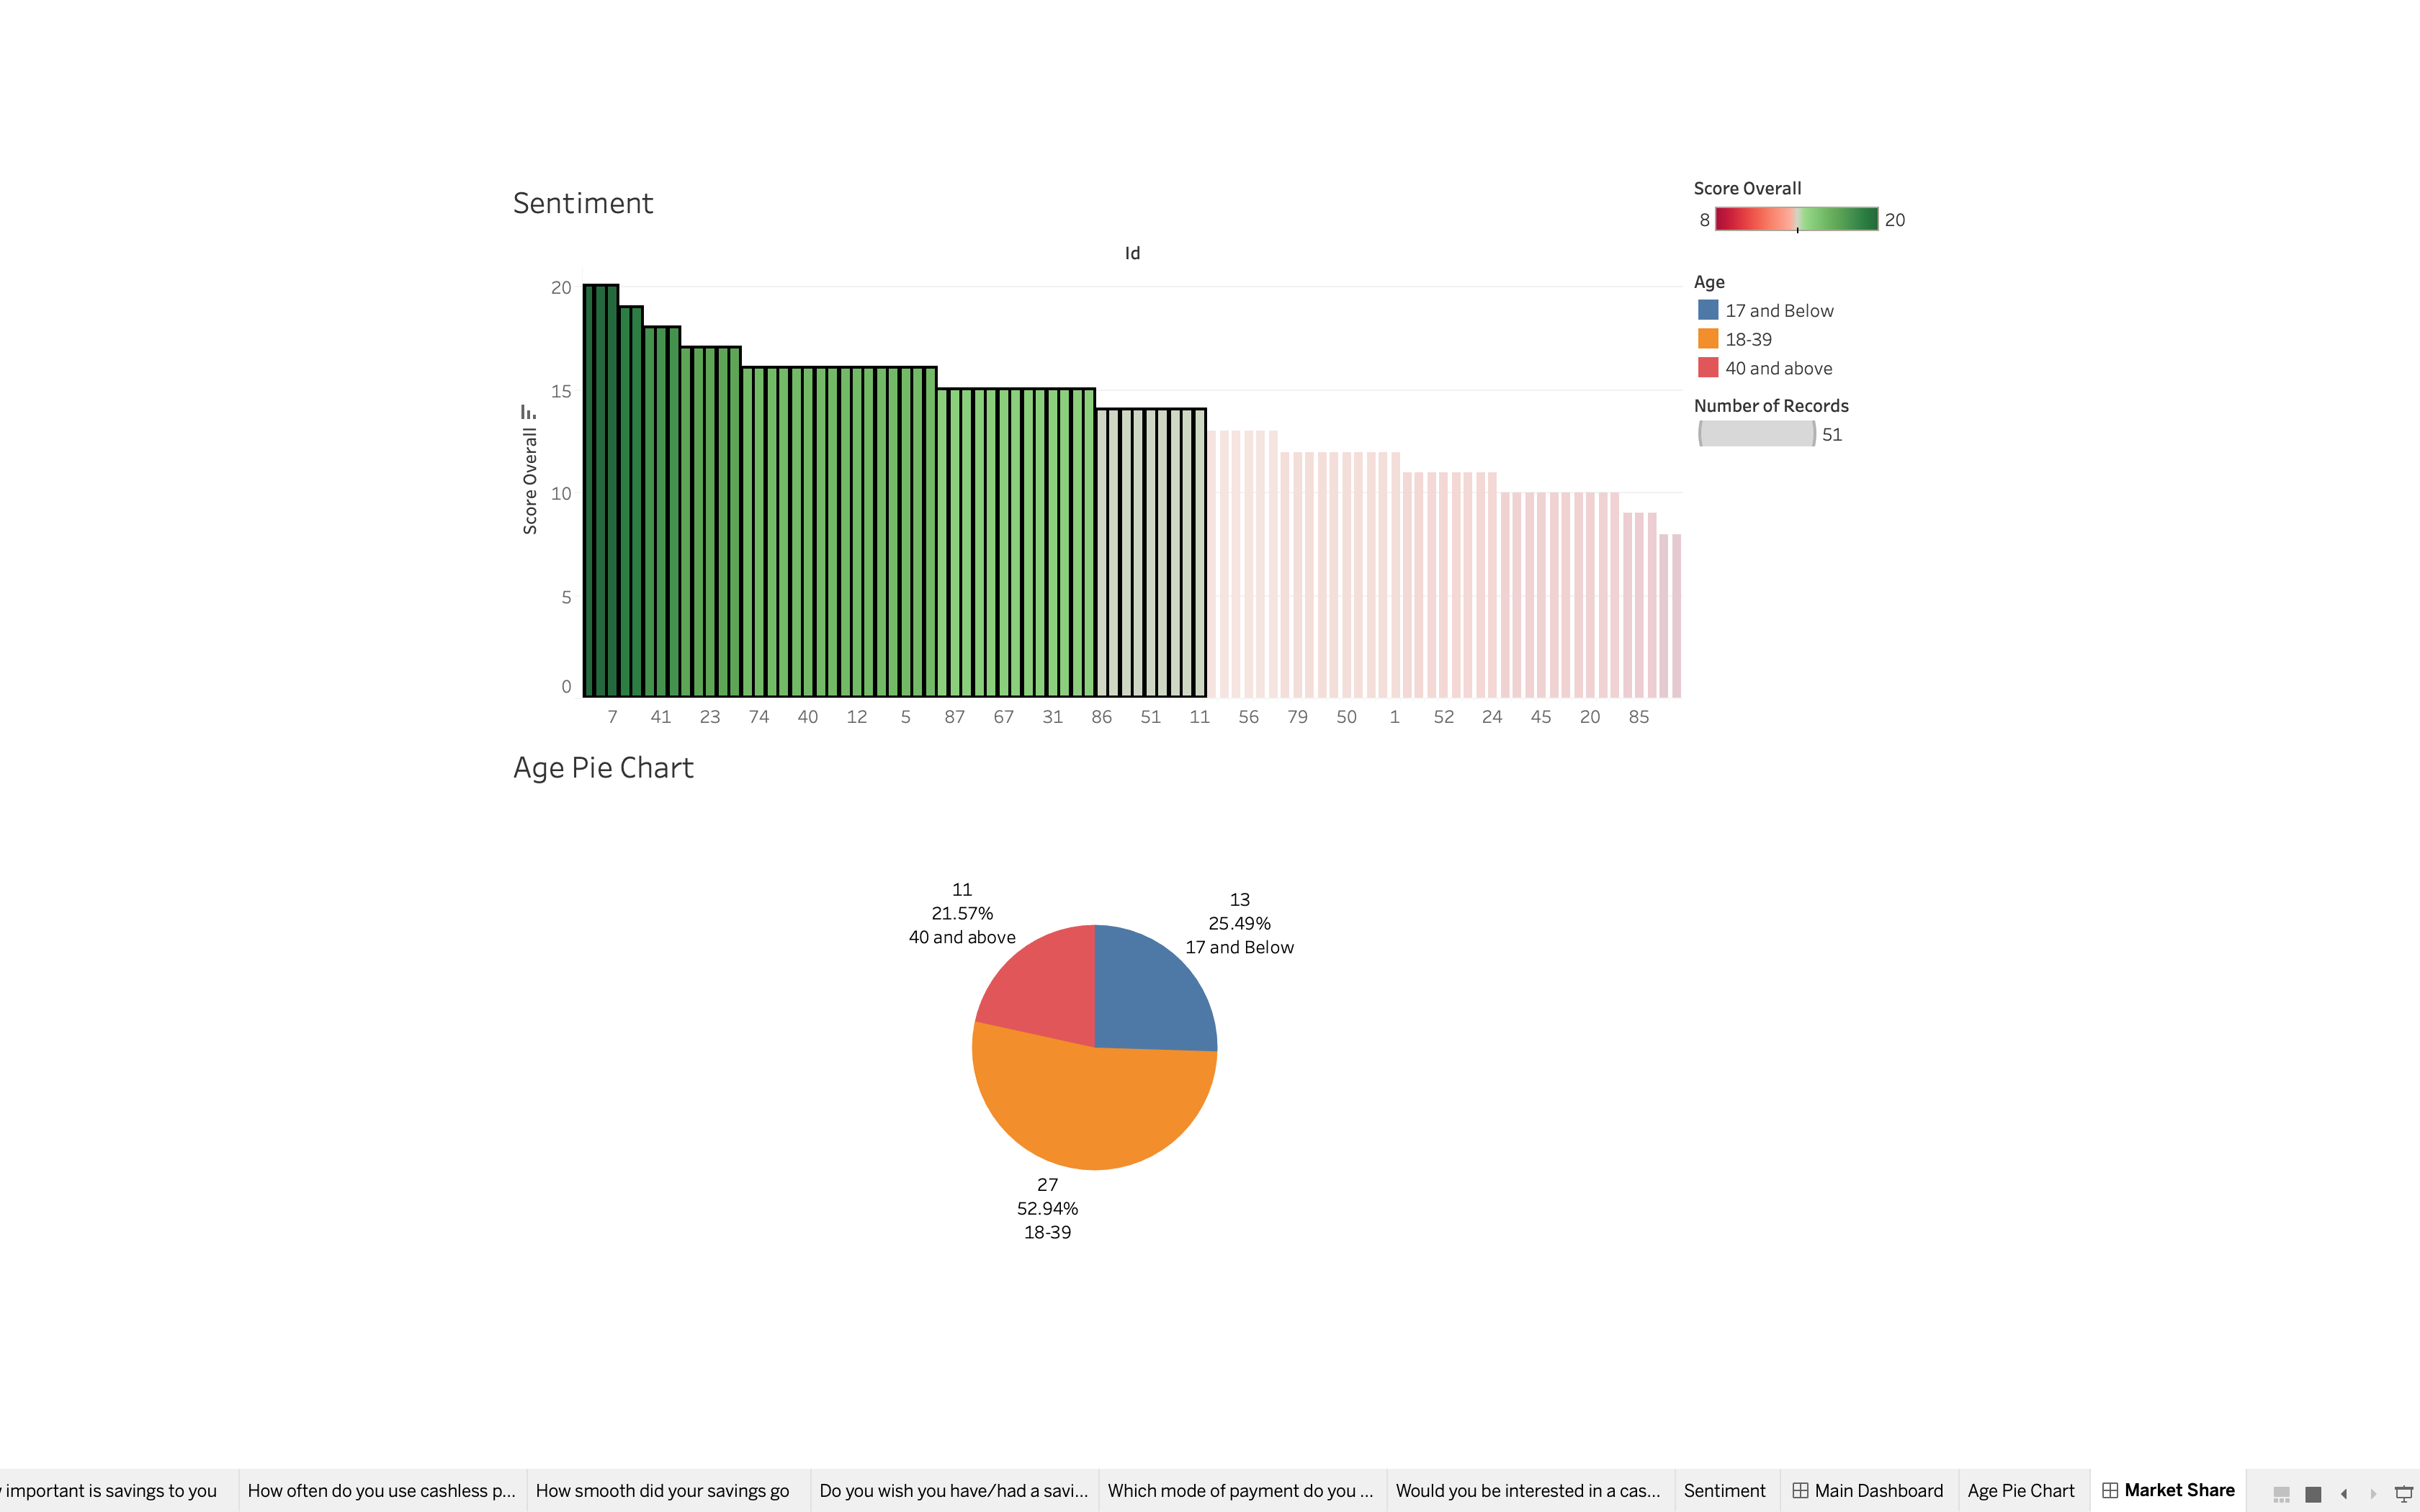 Sentiment
Id
Score Overall
20
15
10
5
0
7 41 23 74 40 12 5 87 67 31 86 51 11 56 79 50 1 52 24 45 20 85
Score Overall
8 20
Age
17 and Below
18-39
40 and above
Number of Records
51
Age Pie Chart
11
21.57%
40 and above
13
25.49%
17 and Below
27
52.94%
18-39
important is savings to you
How often do you use cashless p...
How smooth did your savings go
Do you wish you have/had a savi...
Which mode of payment do you ...
Would you be interested in a cas...
Sentiment
Main Dashboard
Age Pie Chart
Market Share